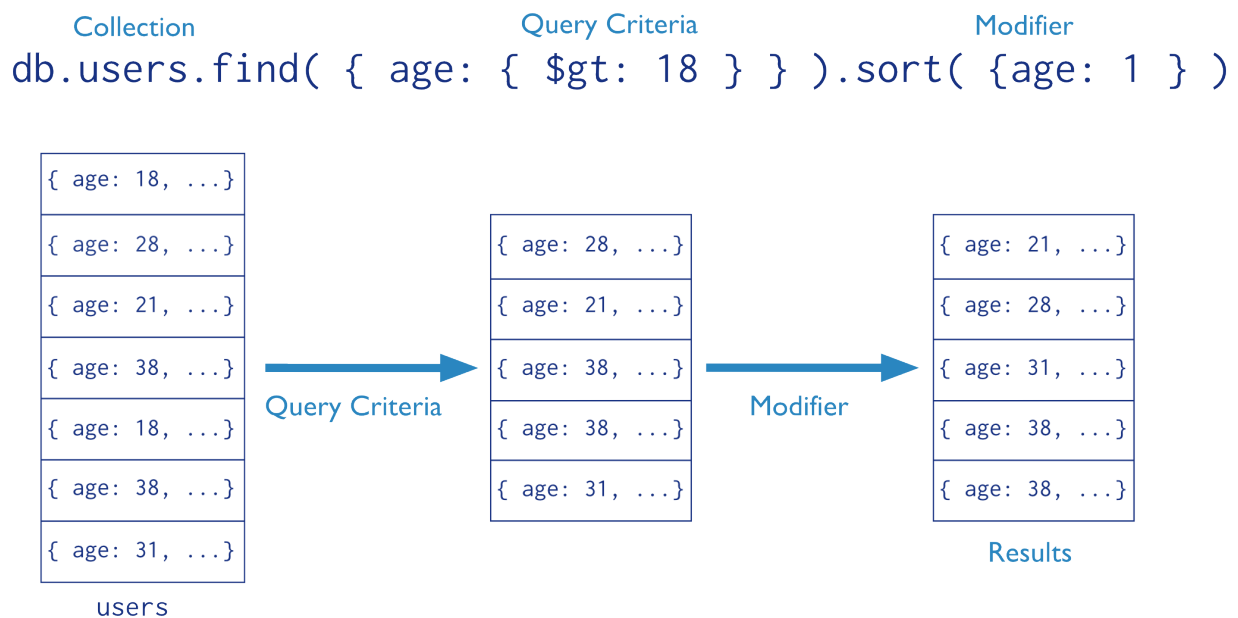 Collection
Query Criteria
Modifier
db.users.find( { age: { $gt: 18 } } ).sort( {age: 1 } )
{ age: 18, ...}
{ age: 28, ...}
{ age: 21, ...}
{ age: 38, ...}
{ age: 18, ...}
{ age: 38, ...}
{ age: 31, ...}
users
Query Criteria
{ age: 28, ...}
{ age: 21, ...}
{ age: 38, ...}
{ age: 38, ...}
{ age: 31, ...}
Modifier
{ age: 21, ...}
{ age: 28, ...}
{ age: 31, ...}
{ age: 38, ...}
{ age: 38, ...}
Results